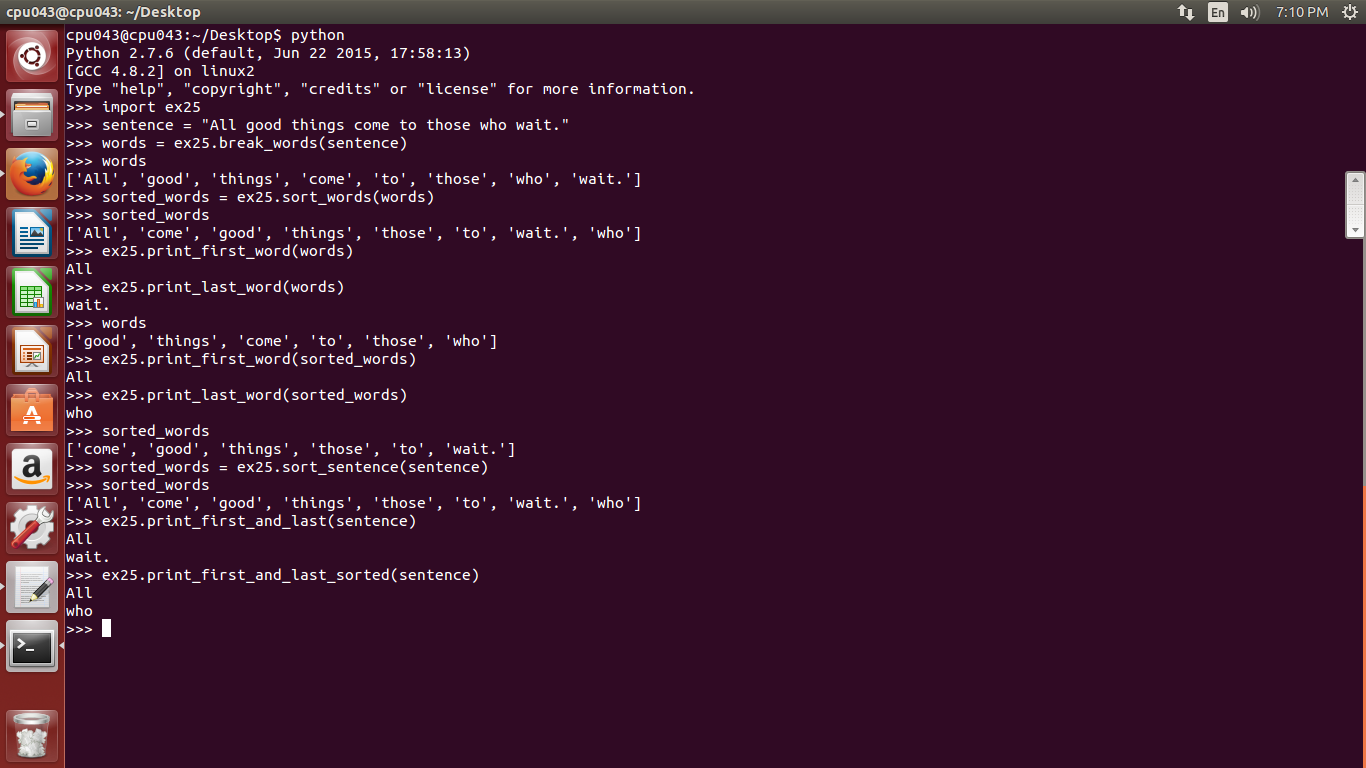 cpu043@cpu043: ~/Desktop
En
7:10 PM
cpu043@cpu043:~/Desktop$ python
Python 2.7.6 (default, Jun 22 2015, 17:58:13)
[GCC 4.8.2] on linux2
Type "help", "copyright", "credits" or "license" for more information.
>>> import ex25
>>> sentence = "All good things come to those who wait."
>>> words = ex25.break_words(sentence)
>>> words
['All', 'good', 'things', 'come', 'to', 'those', 'who', 'wait.']
>>> sorted_words = ex25.sort_words(words)
>>> sorted_words
['All', 'come', 'good', 'things', 'those', 'to', 'wait.', 'who']
>>> ex25.print_first_word(words)
All
>>> ex25.print_last_word(words)
wait.
>>> words
['good', 'things', 'come', 'to', 'those', 'who']
>>> ex25.print_first_word(sorted_words)
All
>>> ex25.print_last_word(sorted_words)
who
>>> sorted_words
['come', 'good', 'things', 'those', 'to', 'wait.']
>>> sorted_words = ex25.sort_sentence(sentence)
>>> sorted_words
['All', 'come', 'good', 'things', 'those', 'to', 'wait.', 'who']
>>> ex25.print_first_and_last(sentence)
All
wait.
>>> ex25.print_first_and_last_sorted(sentence)
All
who
>>>